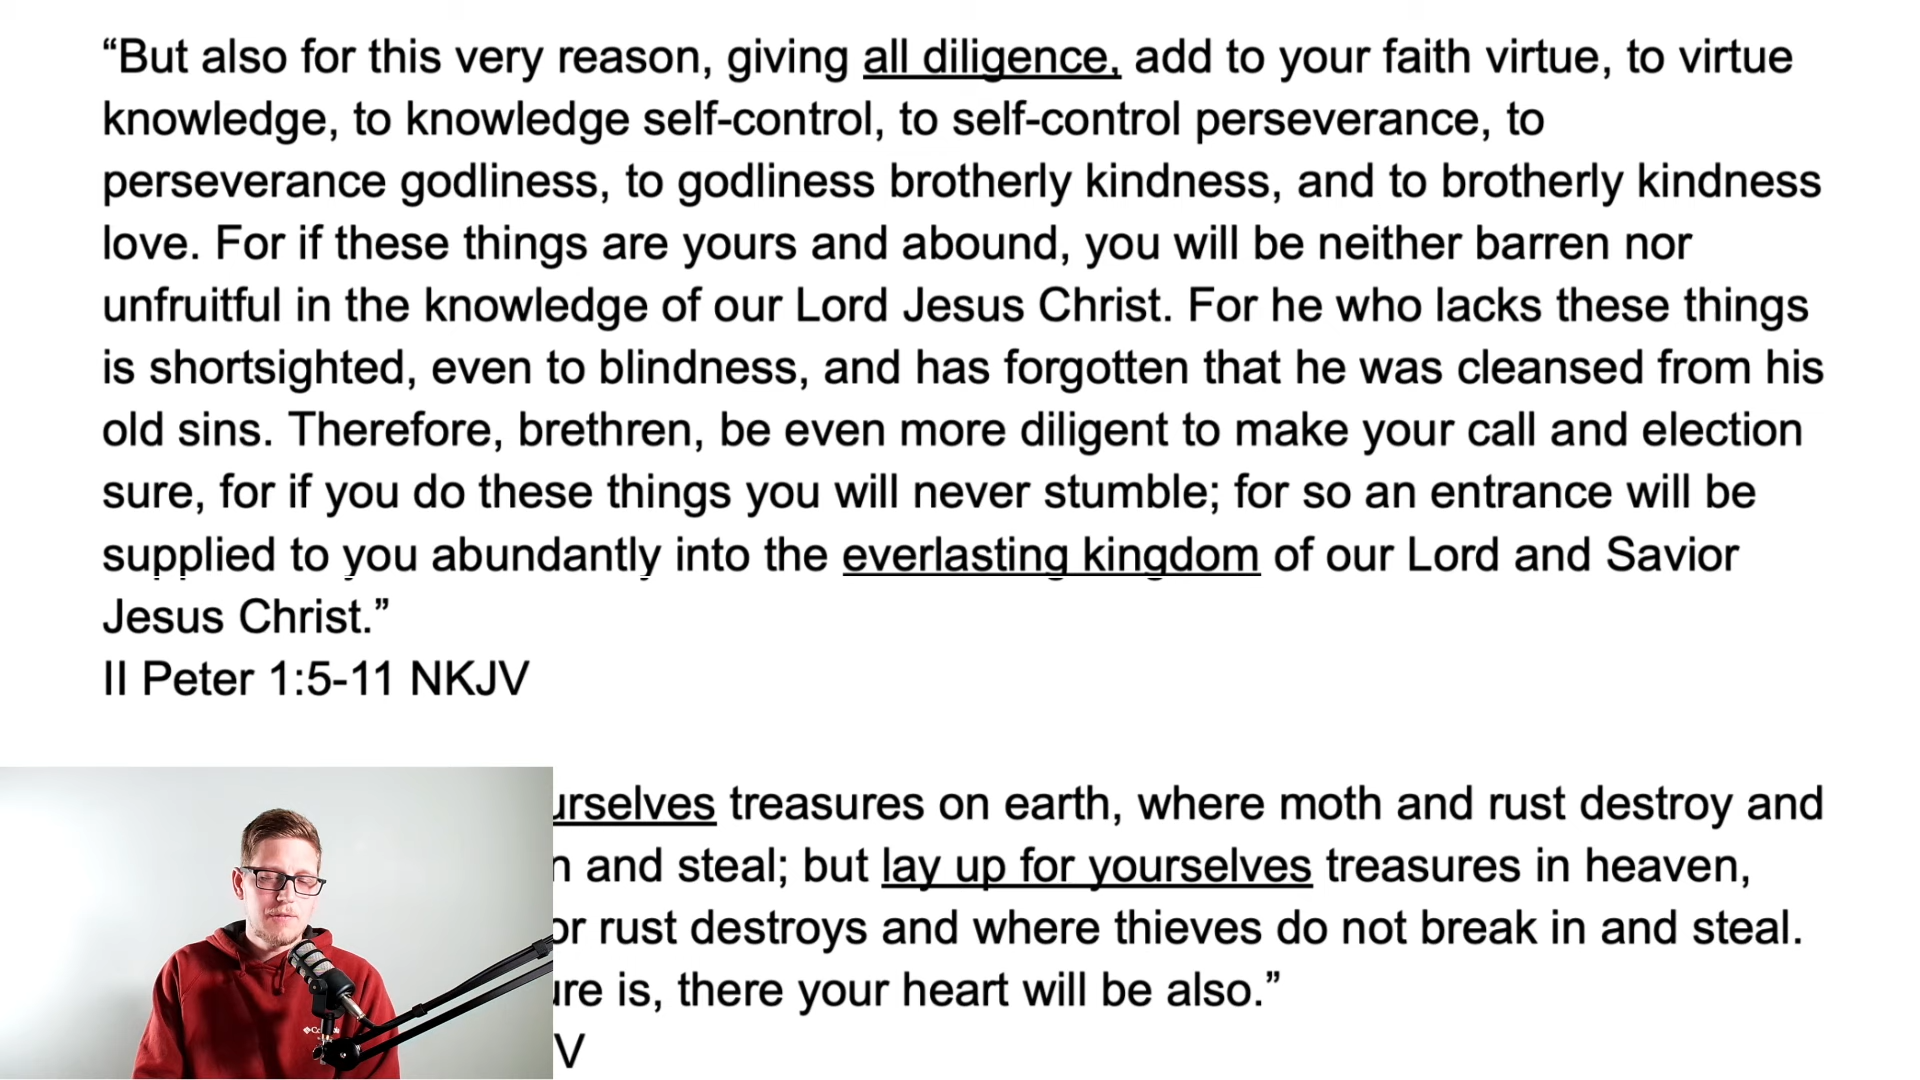 “But also for this very reason, giving all diligence, add to your faith virtue, to virtue
knowledge, to knowledge self-control, to self-control perseverance, to
perseverance godliness, to godliness brotherly kindness, and to brotherly kindness
love. For if these things are yours and abound, you will be neither barren nor
unfruitful in the knowledge of our Lord Jesus Christ. For he who lacks these things
is shortsighted, even to blindness, and has forgotten that he was cleansed from his
old sins. Therefore, brethren, be even more diligent to make your call and election
sure, for if you do these things you will never stumble; for so an entrance will be
supplied to you abundantly into the everlasting kingdom of our Lord and Savior
Jesus Christ.”
II Peter 1:5-11 NKJV
urselves treasures on earth, where moth and rust destroy and
n and steal; but lay up for yourselves treasures in heaven,
or rust destroys and where thieves do not break in and steal.
ure is, there your heart will be also.”
V